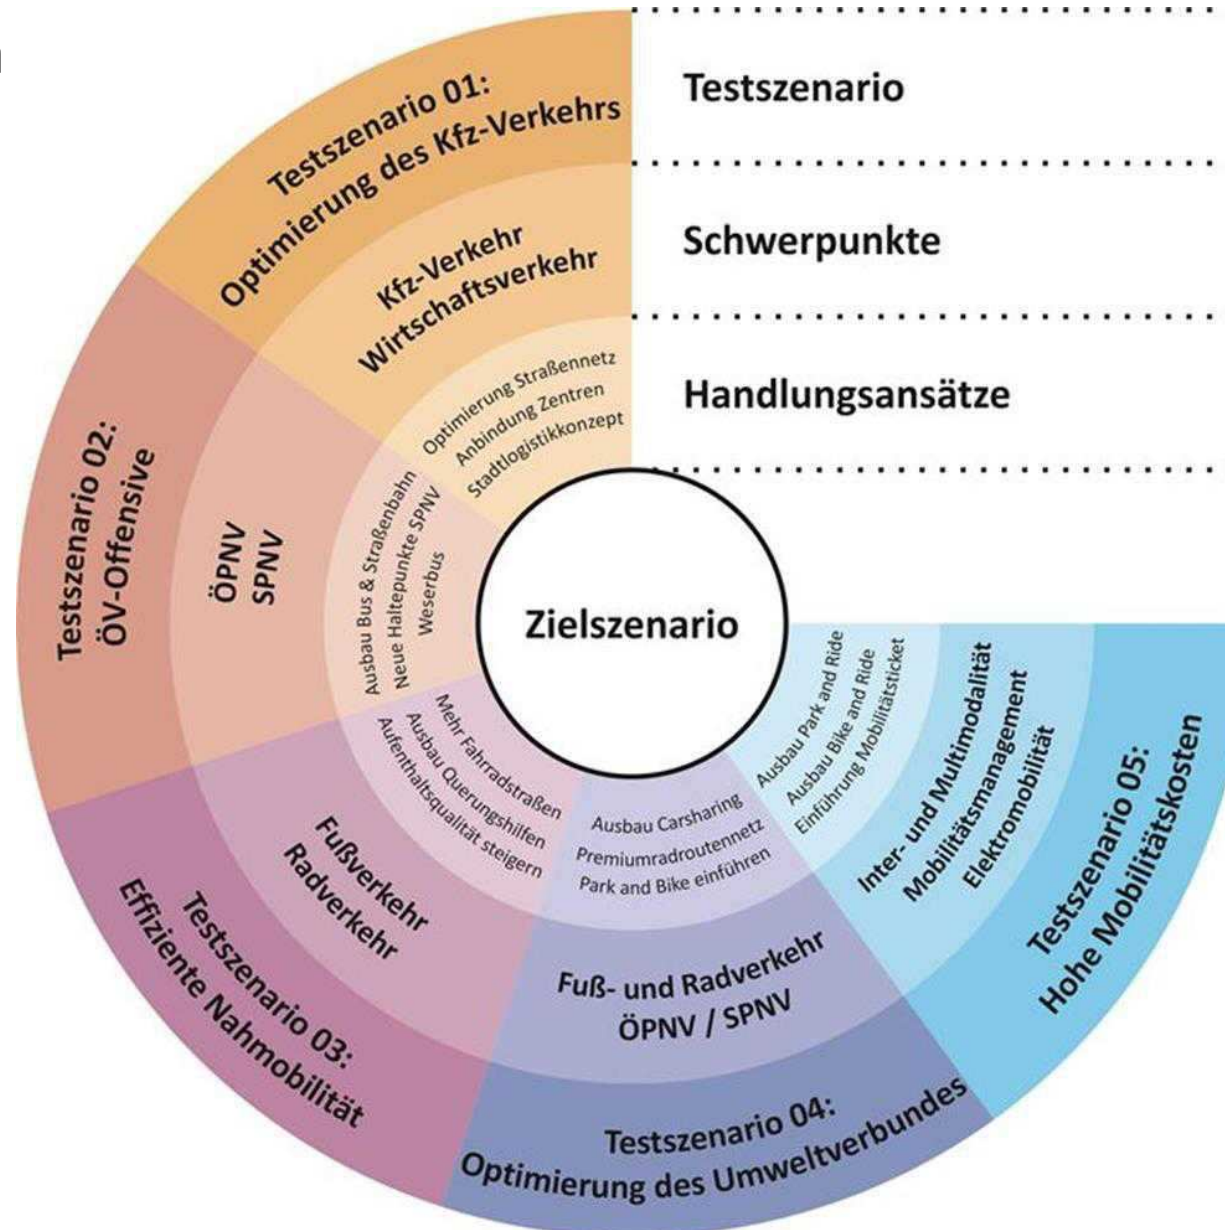 Testszenario
Schwerpunkte
Handlungsansätze
Testszenario 01:
Optimierung des Kfz-Verkehrs
Kfz-Verkehr
Wirtschaftsverkehr
Optimierung Straßennetz
Anbindung Zentren
Stadtlogistikkonzept
Testszenario 02:
ÖV-Offensive
ÖPNV
SPNV
Ausbau Bus & Straßenbahn
Neue Haltepunkte SPNV
Weserbus
Testszenario 03:
Effiziente Nahmobilität
Fußverkehr
Radverkehr
Mehr Fahrradstraßen
Ausbau Querungshilfen
Aufenthaltsqualität steigern
Testszenario 04:
Optimierung des Umweltverbundes
Fuß- und Radverkehr
ÖPNV / SPNV
Ausbau Carsharing
Premiumradroutennetz
Park and Bike einführen
Testszenario 05:
Hohe Mobilitätskosten
Inter- und Multimodalität
Mobilitätsmanagement
Elektromobilität
Ausbau Park and Ride
Ausbau Bike and Ride
Einführung Mobilitätsticket
Zielszenario